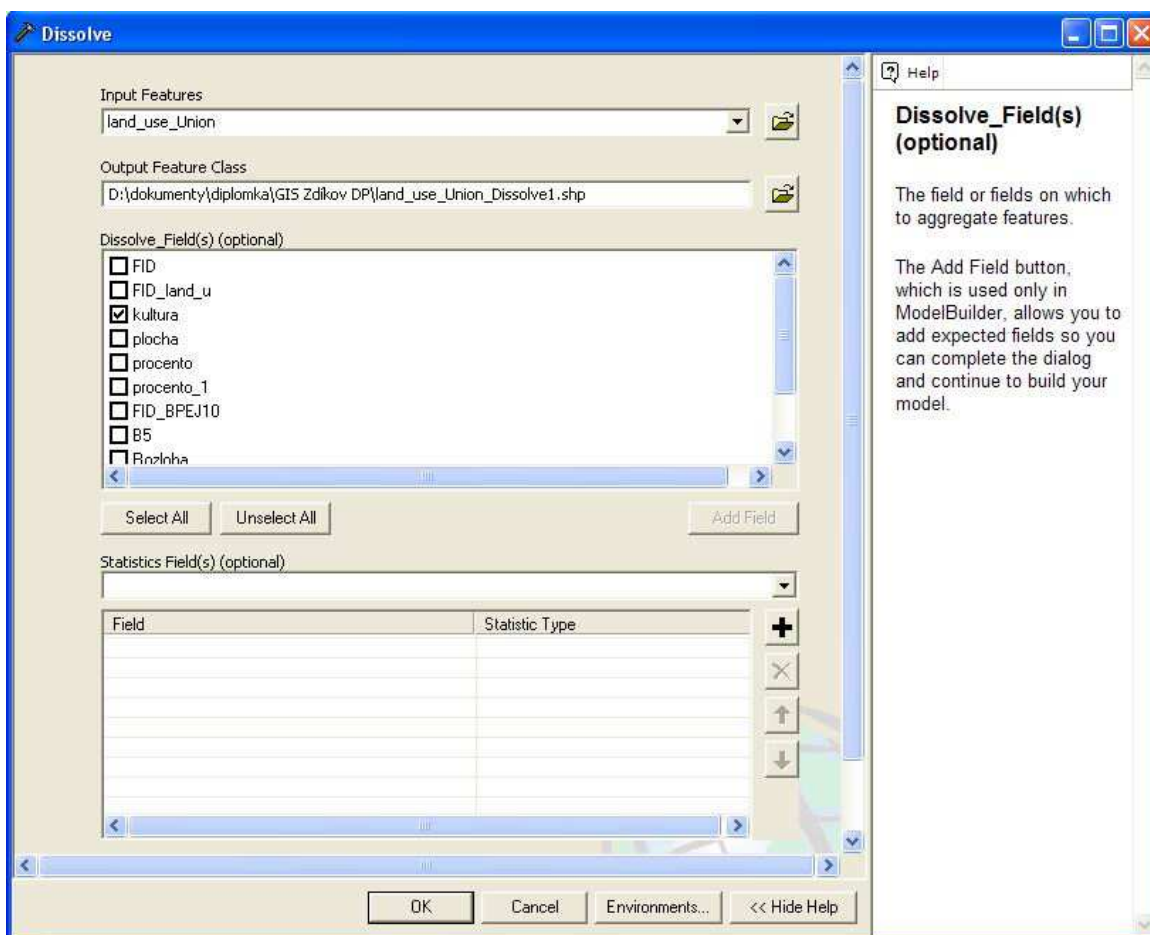 Dissolve
Input Features
land_use_Union
Output Feature Class
D:\dokumenty\diplomka\GIS Zdíkov DP\land_use_Union_Dissolve1.shp
Dissolve_Field(s) (optional)
FID
FID_land_u
kultura
plocha
procento
procento_1
FID_BPEJ10
B5
Rozloha
Select All
Unselect All
Add Field
Statistics Field(s) (optional)
Field
Statistic Type
OK
Cancel
Environments...
<< Hide Help
Help
Dissolve_Field(s)
(optional)
The field or fields on which
to aggregate features.
The Add Field button,
which is used only in
ModelBuilder, allows you to
add expected fields so you
can complete the dialog
and continue to build your
model.